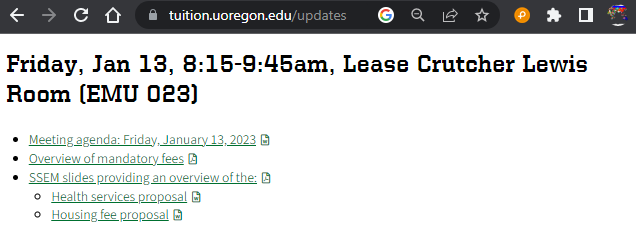 tuition.uoregon.edu/updates
Friday, Jan 13, 8:15-9:45am, Lease Crutcher Lewis
Room (EMU 023)
Meeting agenda: Friday, January 13, 2023
Overview of mandatory fees
SSEM slides providing an overview of the:
Health services proposal
Housing fee proposal